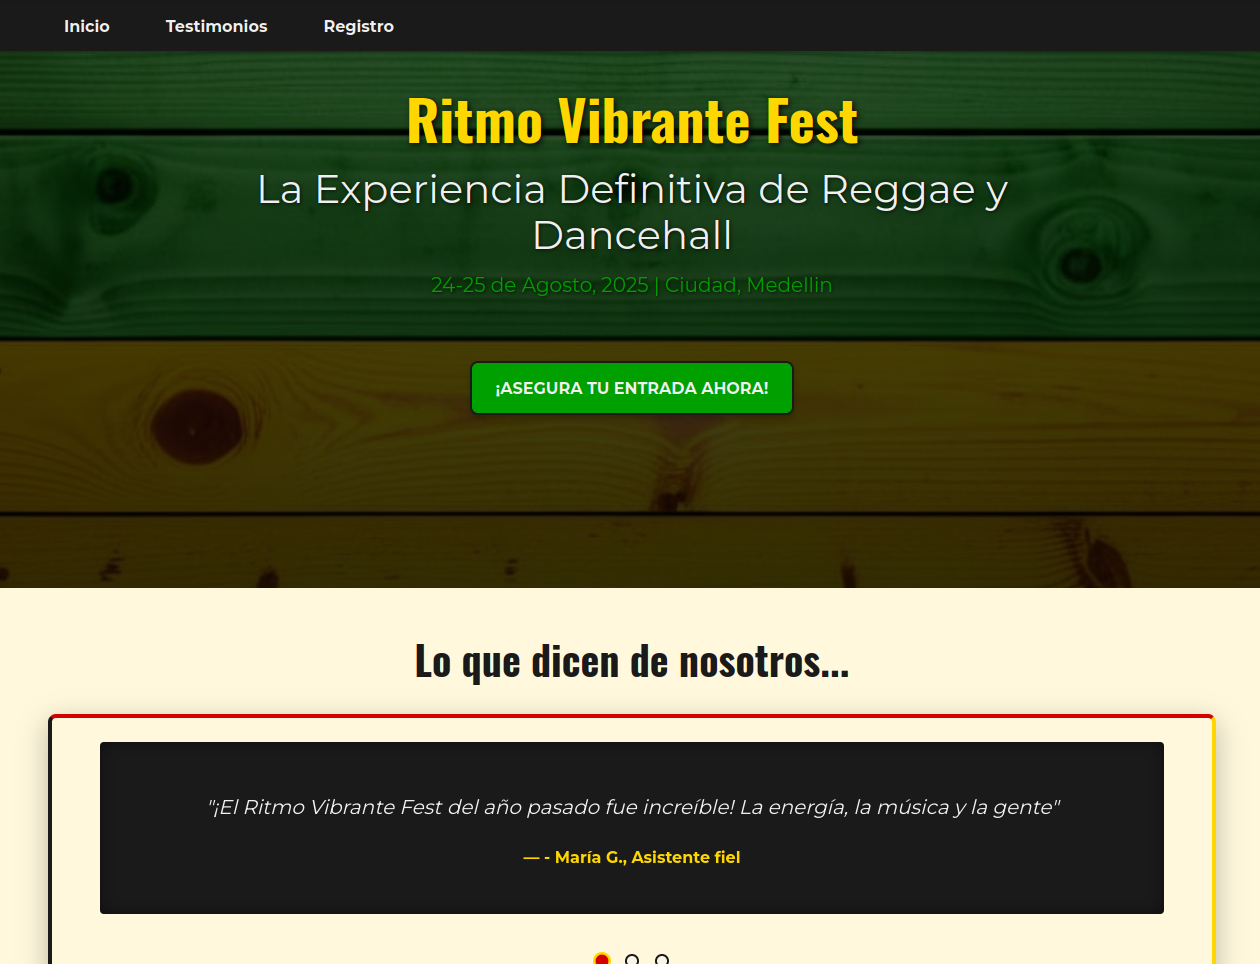 Inicio Testimonios Registro
Ritmo Vibrante Fest
La Experiencia Definitiva de Reggae y
Dancehall
24-25 de Agosto, 2025 | Ciudad, Medellin
¡ASEGURA TU ENTRADA AHORA!
Lo que dicen de nosotros...
"¡El Ritmo Vibrante Fest del año pasado fue increíble! La energía, la música y la gente"
— - María G., Asistente fiel